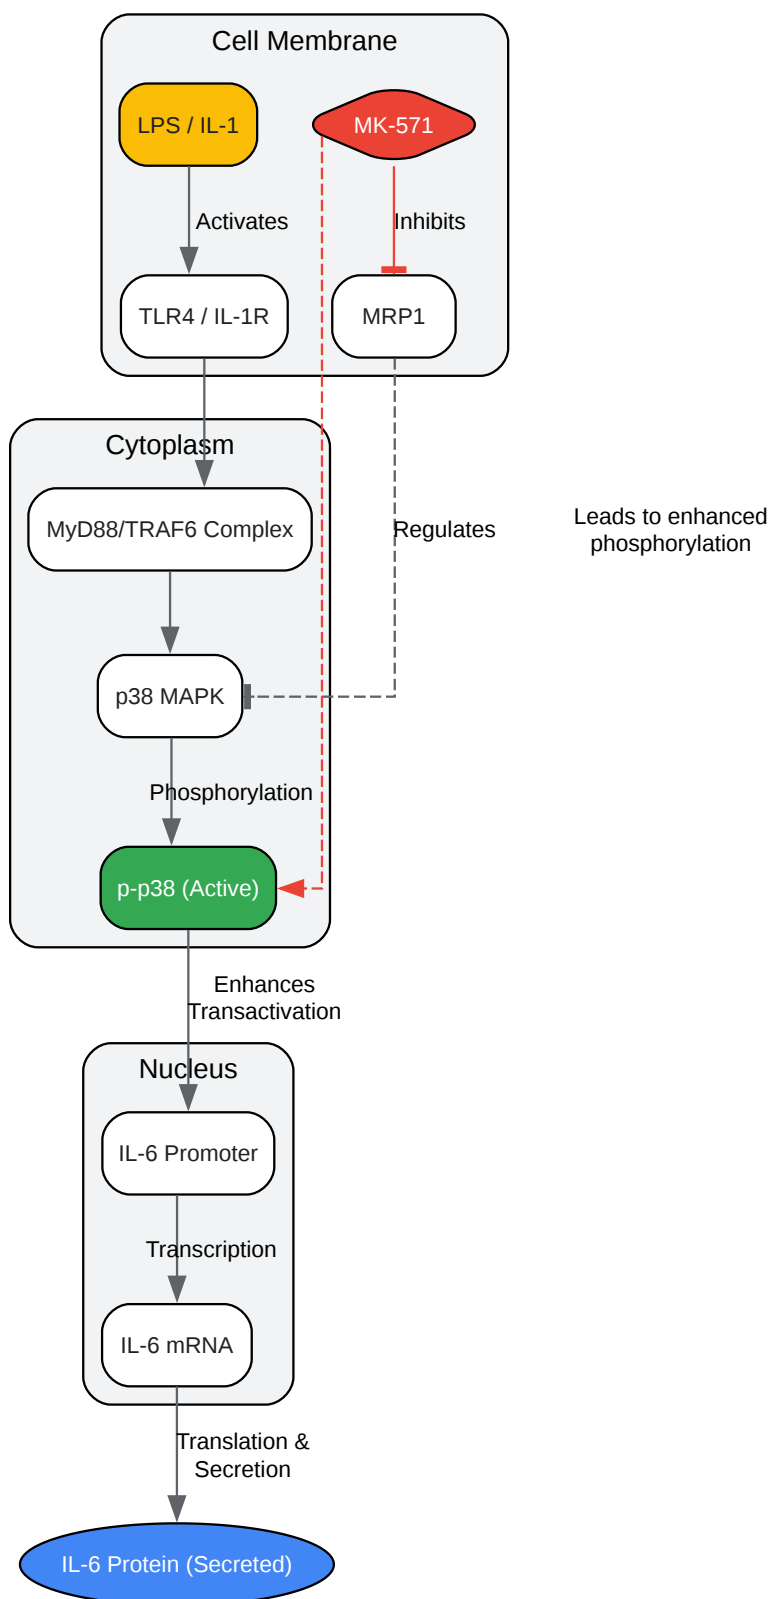 Cell Membrane
LPS / IL-1
MK-571
Activates
Inhibits
TLR4 / IL-1R
MRP1
Cytoplasm
MyD88/TRAF6 Complex
Regulates
Leads to enhanced
phosphorylation
p38 MAPK
Phosphorylation
p-p38 (Active)
Enhances
Transactivation
Nucleus
IL-6 Promoter
Transcription
IL-6 mRNA
Translation &
Secretion
IL-6 Protein (Secreted)